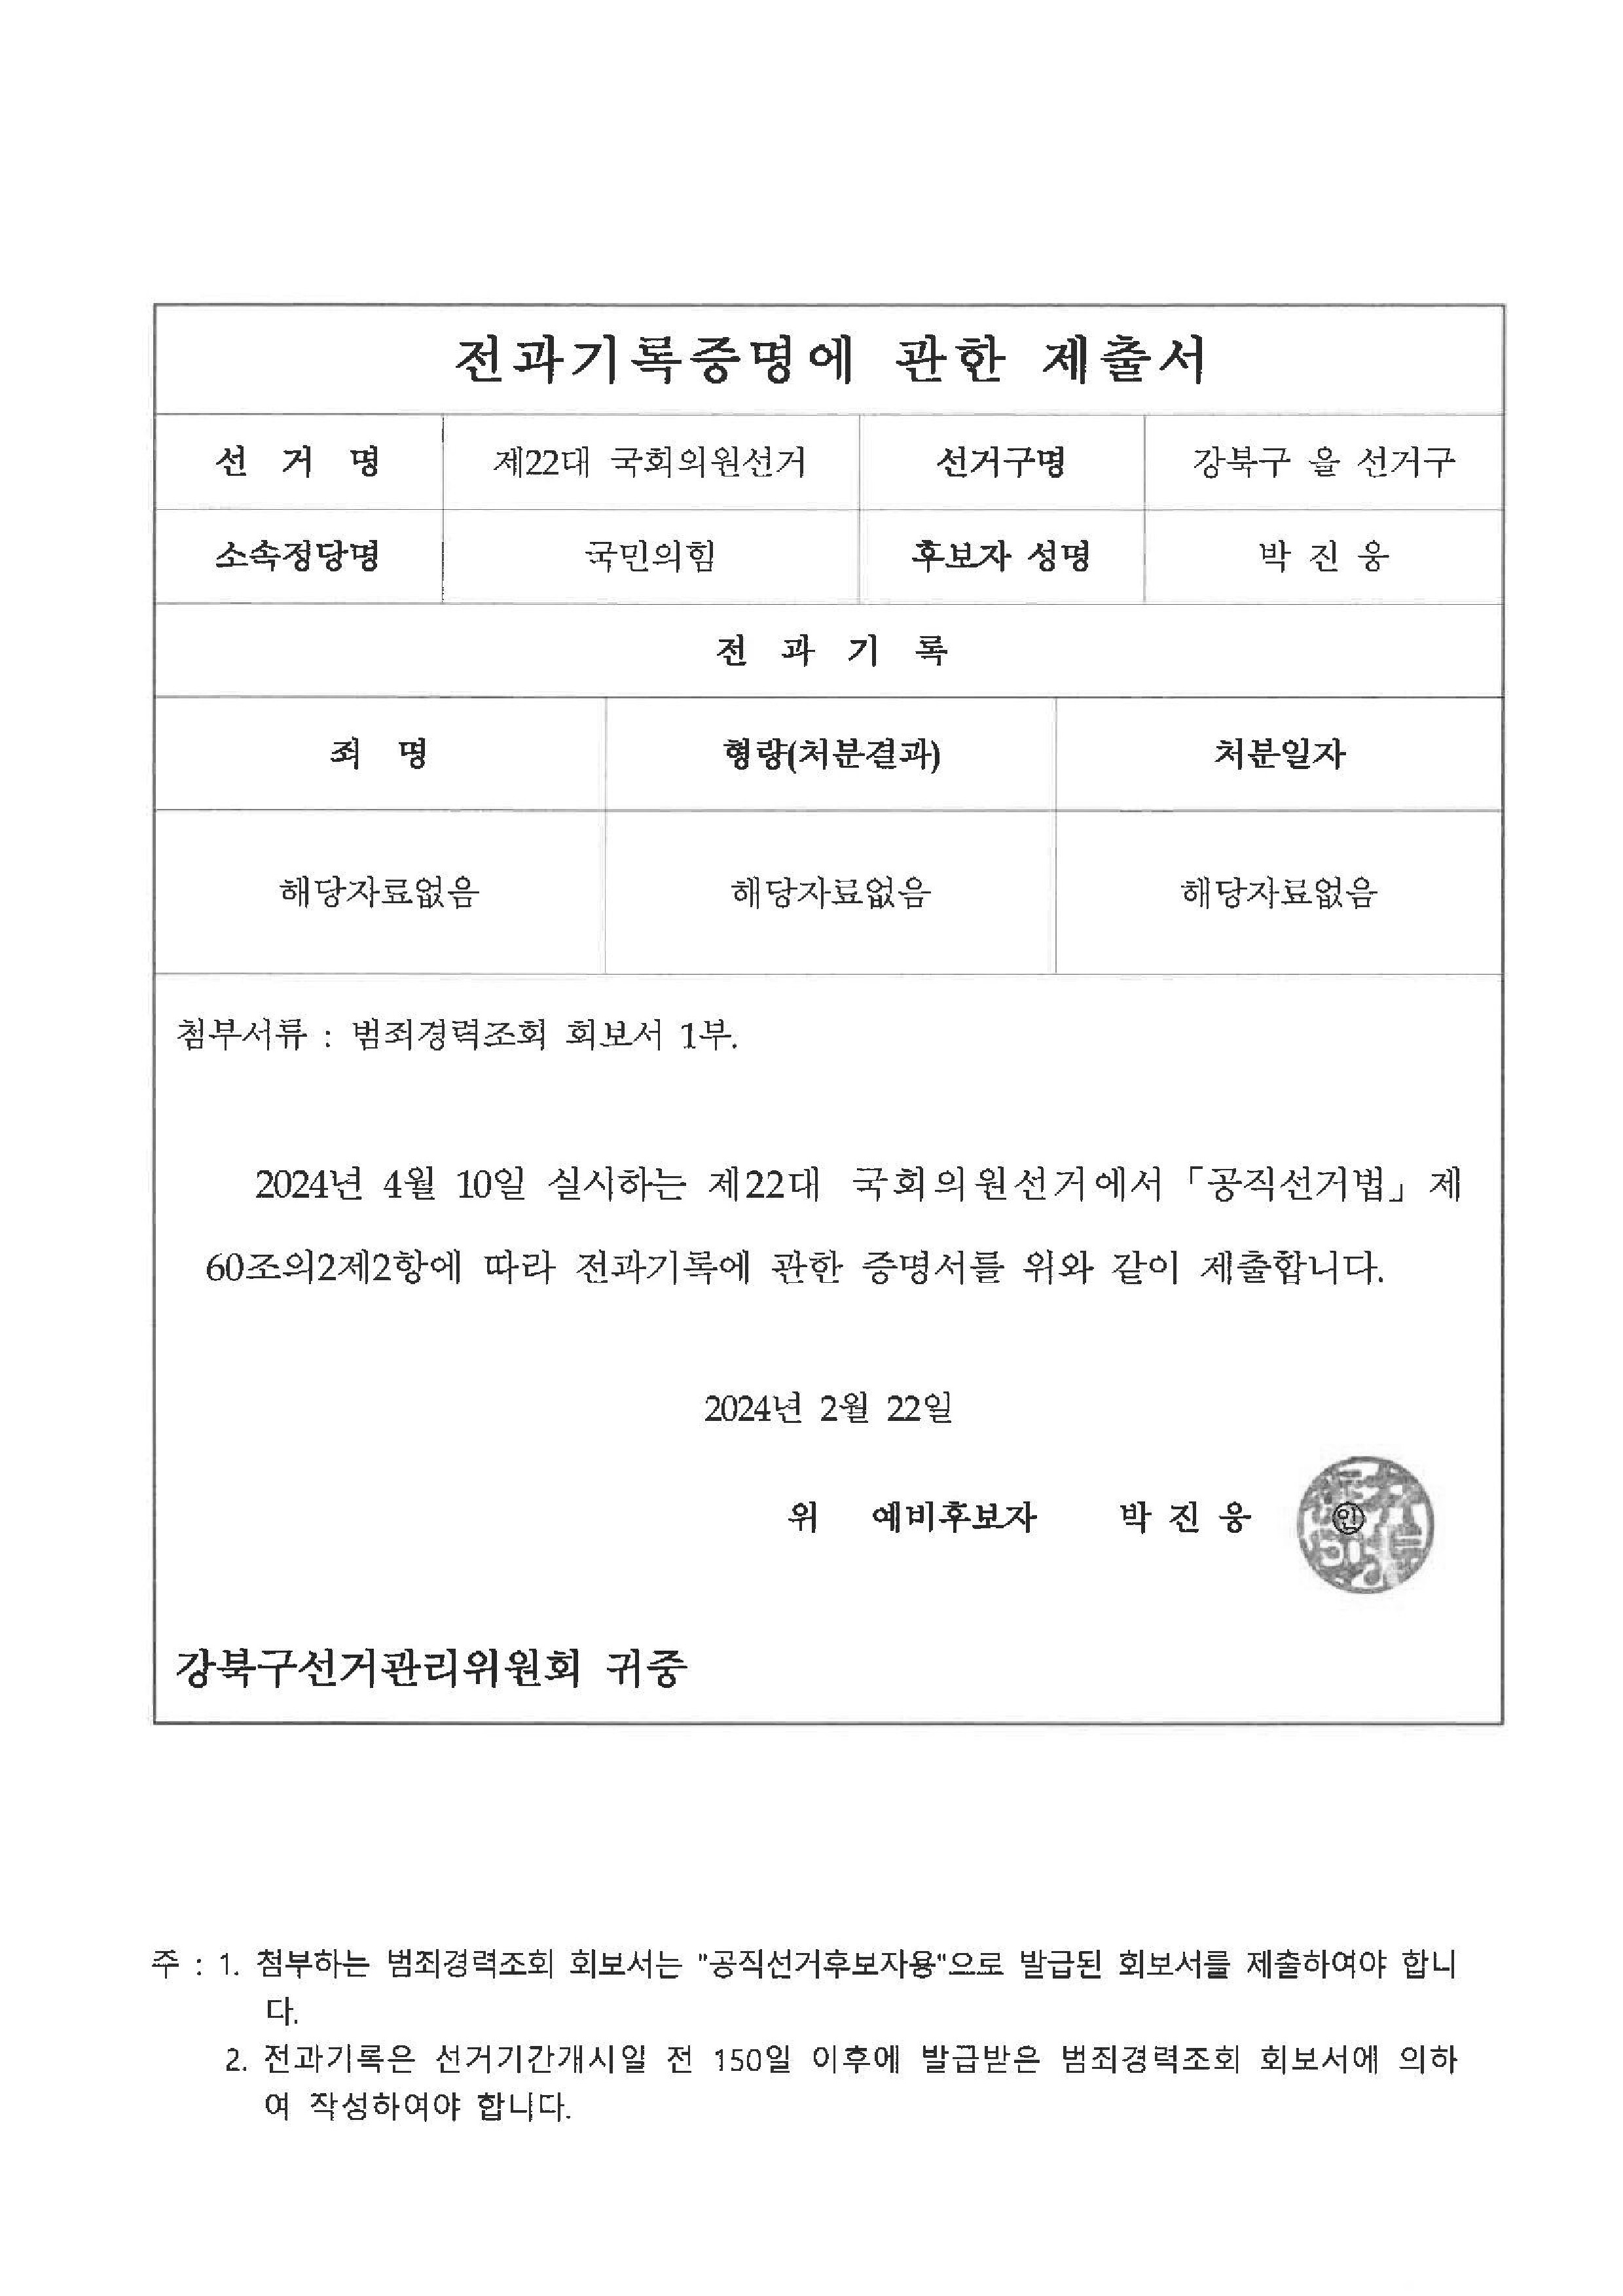 전과기록증명에 관한 제출서
선 거 명 제22대 국회의원선거 선거구명 강북구 을 선거구
소속정당명 국민의힘 후보자 성명 박 진 웅
전 과 기 록
죄 명 형량(처분결과) 처분일자
해당자료없음 해당자료없음 해당자료없음
첨부서류 : 범죄경력조회 회보서 1부.
2024년 4월 10일 실시하는 제22대 국회의원선거에서 「공직선거법」 제
60조의2제2항에 따라 전과기록에 관한 증명서를 위와 같이 제출합니다.
2024년 2월 22일
위 예비후보자 박 진 웅 ㊞
강북구선거관리위원회 귀중
주 : 1. 첨부하는 범죄경력조회 회보서는 "공직선거후보자용"으로 발급된 회보서를 제출하여야 합니
다.
2. 전과기록은 선거기간개시일 전 150일 이후에 발급받은 범죄경력조회 회보서에 의하
여 작성하여야 합니다.